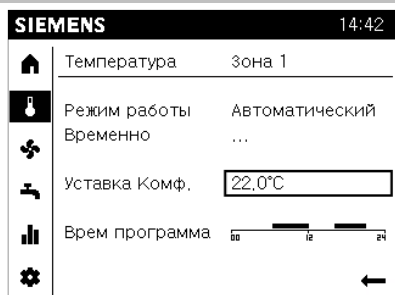 SIEMENS 14:42
Температура Зона 1
Режим работы Автоматический
Временно ...
Уставка Комф. 22,0°C
Врем программа
00 12 24